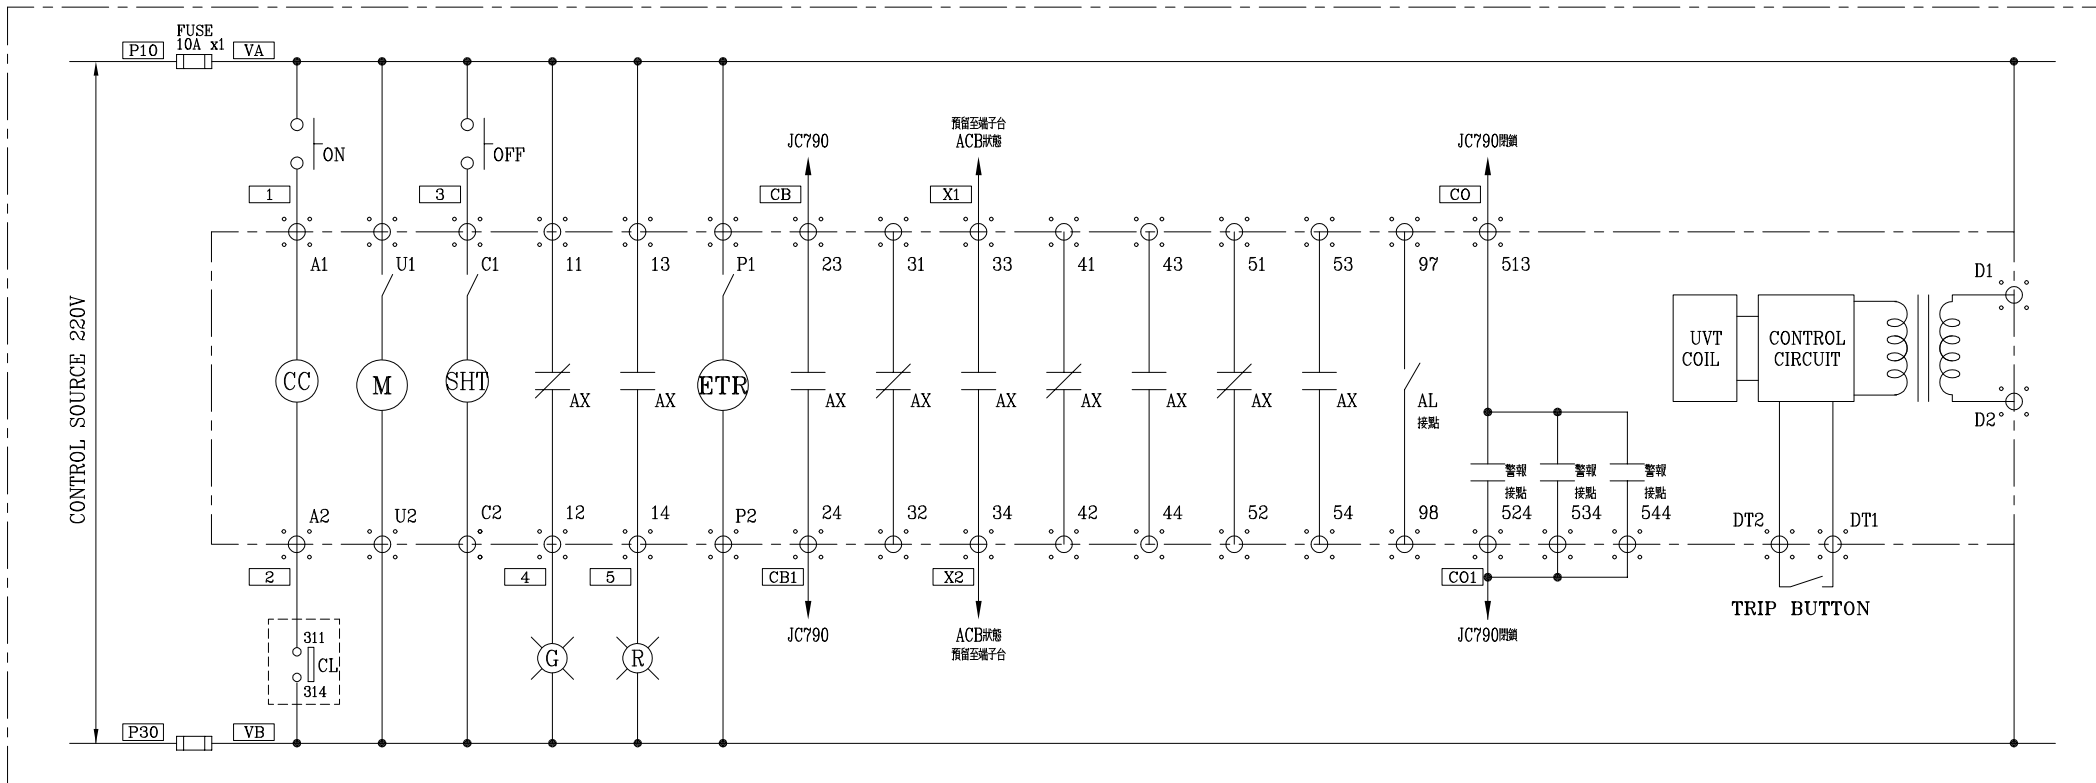 FUSE
10A x1
P10
VA
ON
OFF
JC790
預留至端子台
ACB狀態
JC790閉鎖
1
3
CB
X1
CO
A1
U1
C1
11
13
P1
23
31
33
41
43
51
53
97
513
D1
CONTROL SOURCE 220V
CC
M
SHT
AX
AX
ETR
AX
AX
AX
AX
AX
AX
AX
AL
接點
UVT
COIL
CONTROL
CIRCUIT
D2
警報
接點
警報
接點
警報
接點
A2
U2
C2
12
14
P2
24
32
34
42
44
52
54
98
524
534
544
DT2
DT1
2
4
5
CB1
X2
CO1
TRIP BUTTON
311
CL
314
G
R
JC790
ACB狀態
預留至端子台
JC790閉鎖
P30
VB